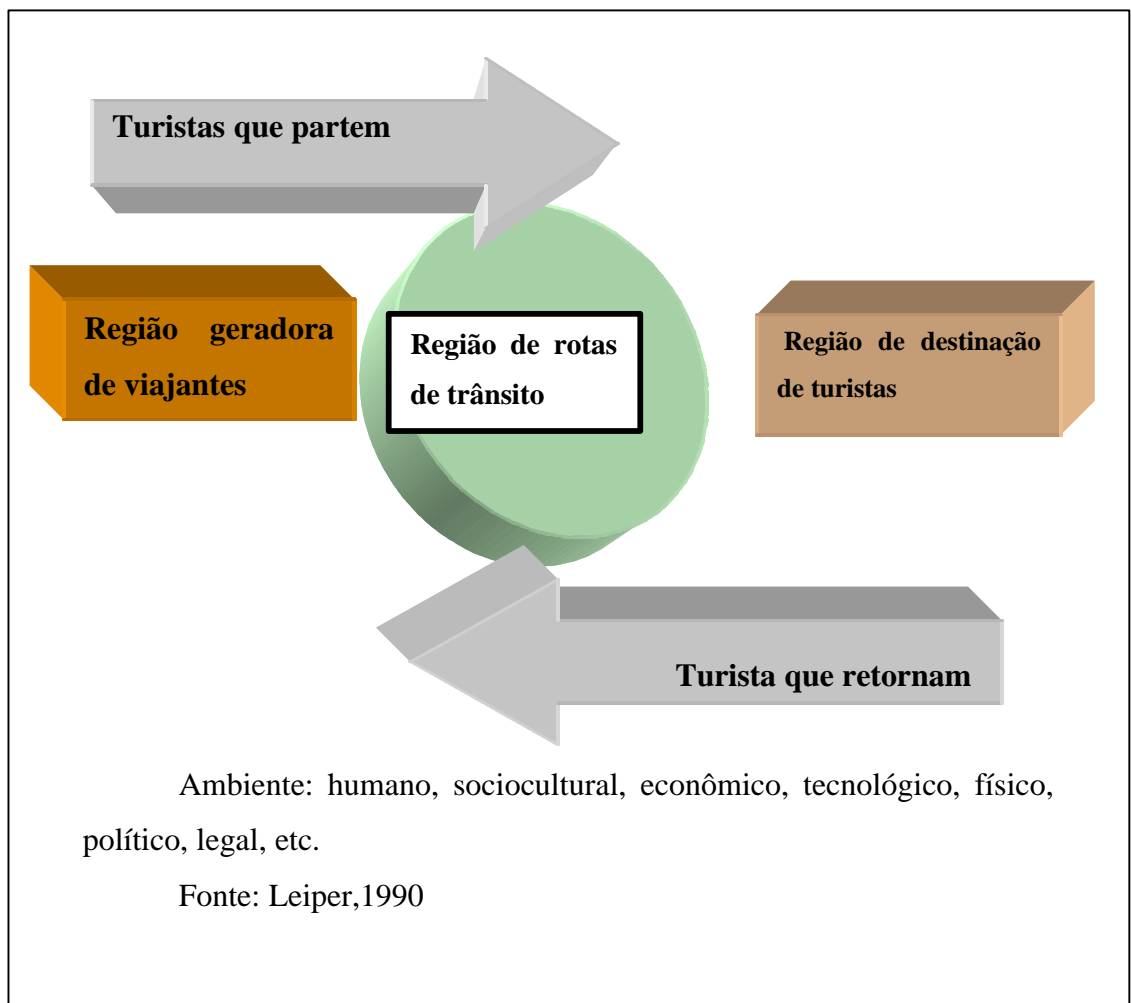 Turistas que partem
Região geradora
de viajantes
Região de rotas
de trânsito
Região de destinação
de turistas
Turista que retornam
Ambiente: humano, sociocultural, econômico, tecnológico, físico,
político, legal, etc.
Fonte: Leiper,1990